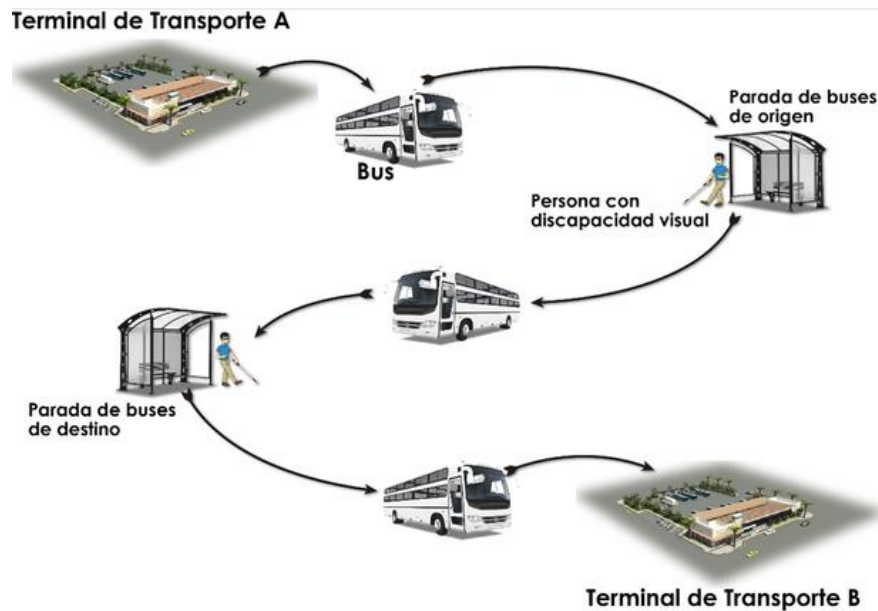 Terminal de Transporte A
Bus
Parada de buses
de origen
Persona con
discapacidad visual
Parada de buses
de destino
Terminal de Transporte B